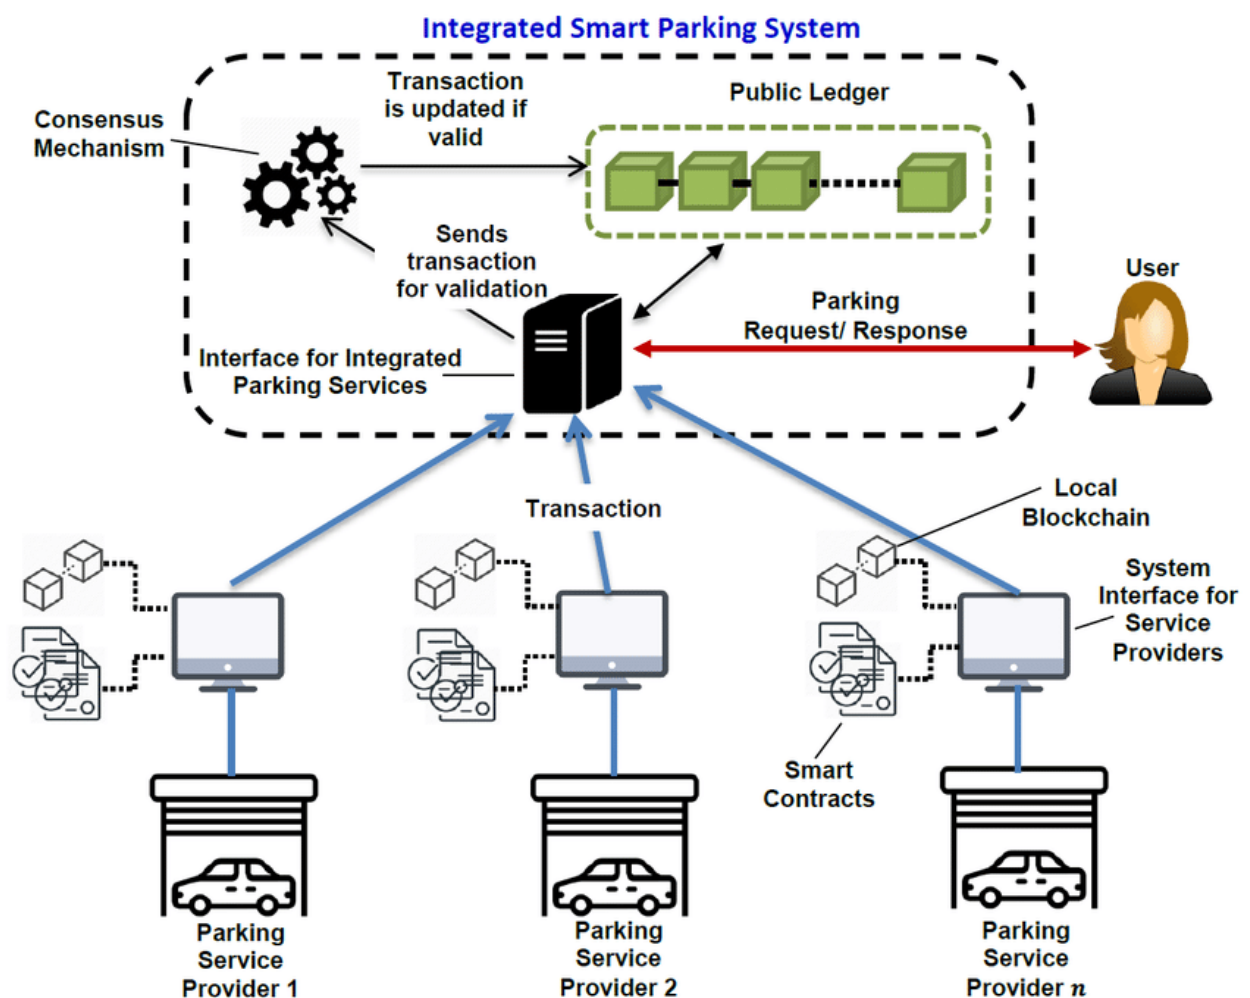 Integrated Smart Parking System
Transaction
is updated if
valid
Public Ledger
Consensus
Mechanism
Sends
transaction
for validation
User
Parking
Request/ Response
Interface for Integrated
Parking Services
Transaction
Local
Blockchain
System
Interface for
Service
Providers
Smart
Contracts
Parking
Service
Provider 1
Parking
Service
Provider 2
Parking
Service
Provider n